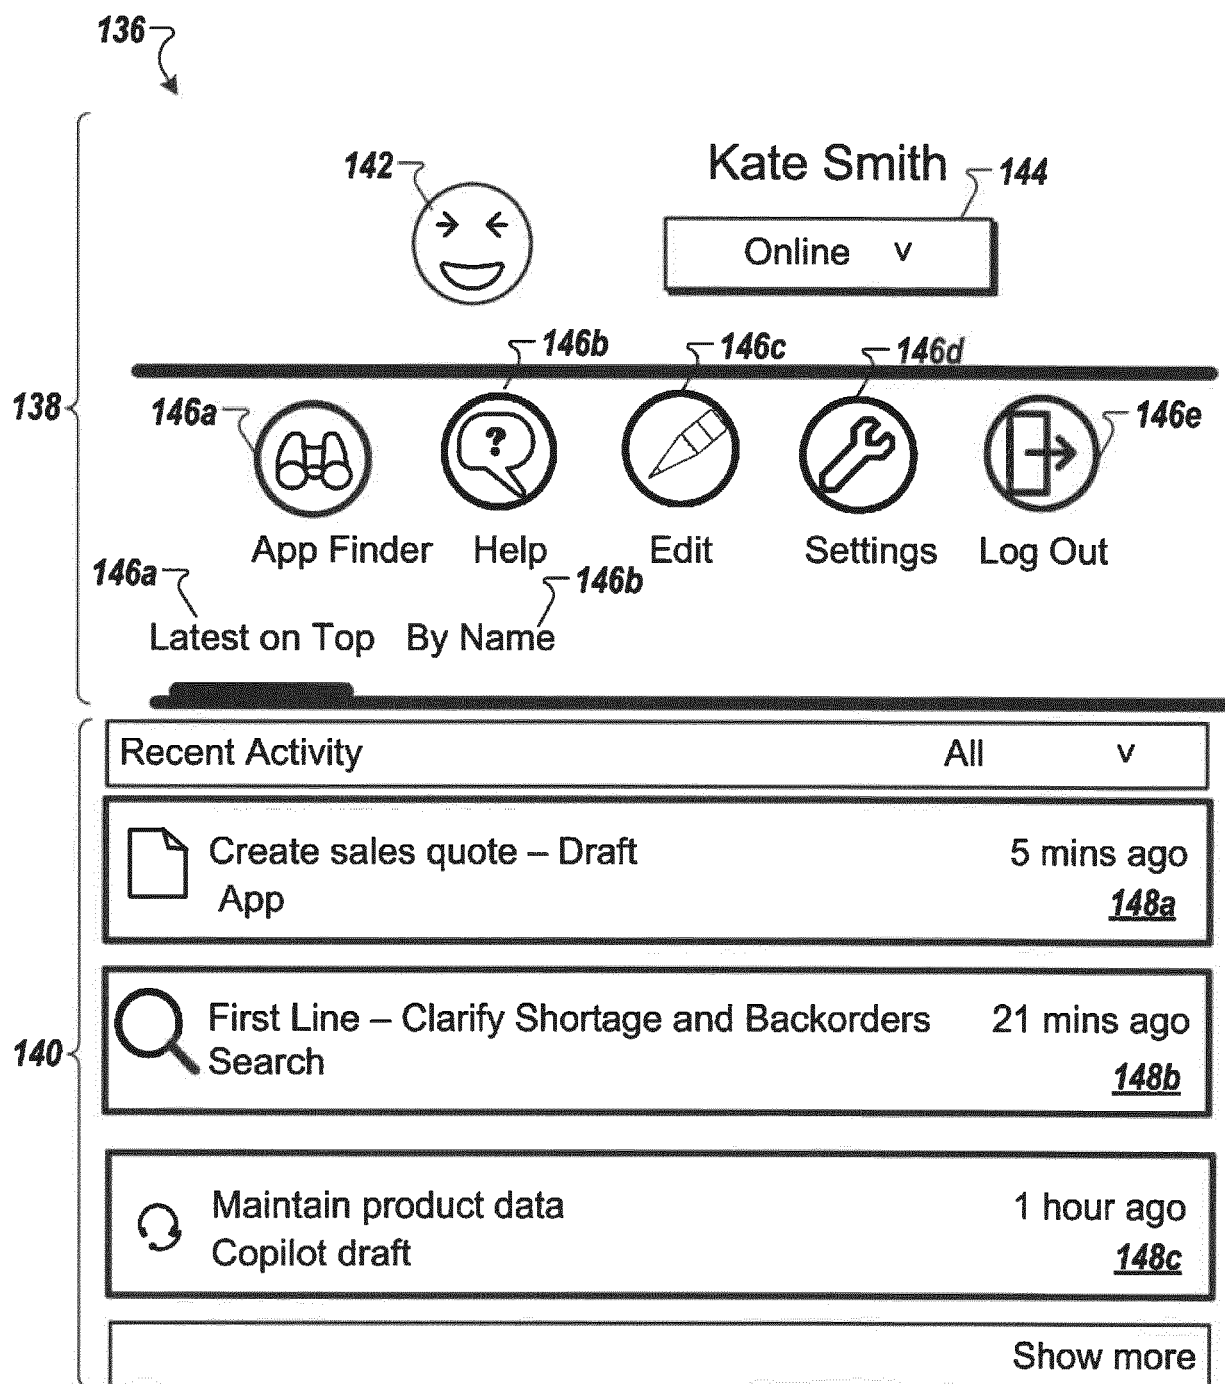 136
142
Kate Smith
144
Online v
138
146a
146b
146c
146d
146e
?
App Finder Help Edit Settings Log Out
146a
146b
Latest on Top By Name
140
Recent Activity All v
Create sales quote – Draft 5 mins ago
App 148a
First Line – Clarify Shortage and Backorders 21 mins ago
Search 148b
Maintain product data 1 hour ago
Copilot draft 148c
Show more